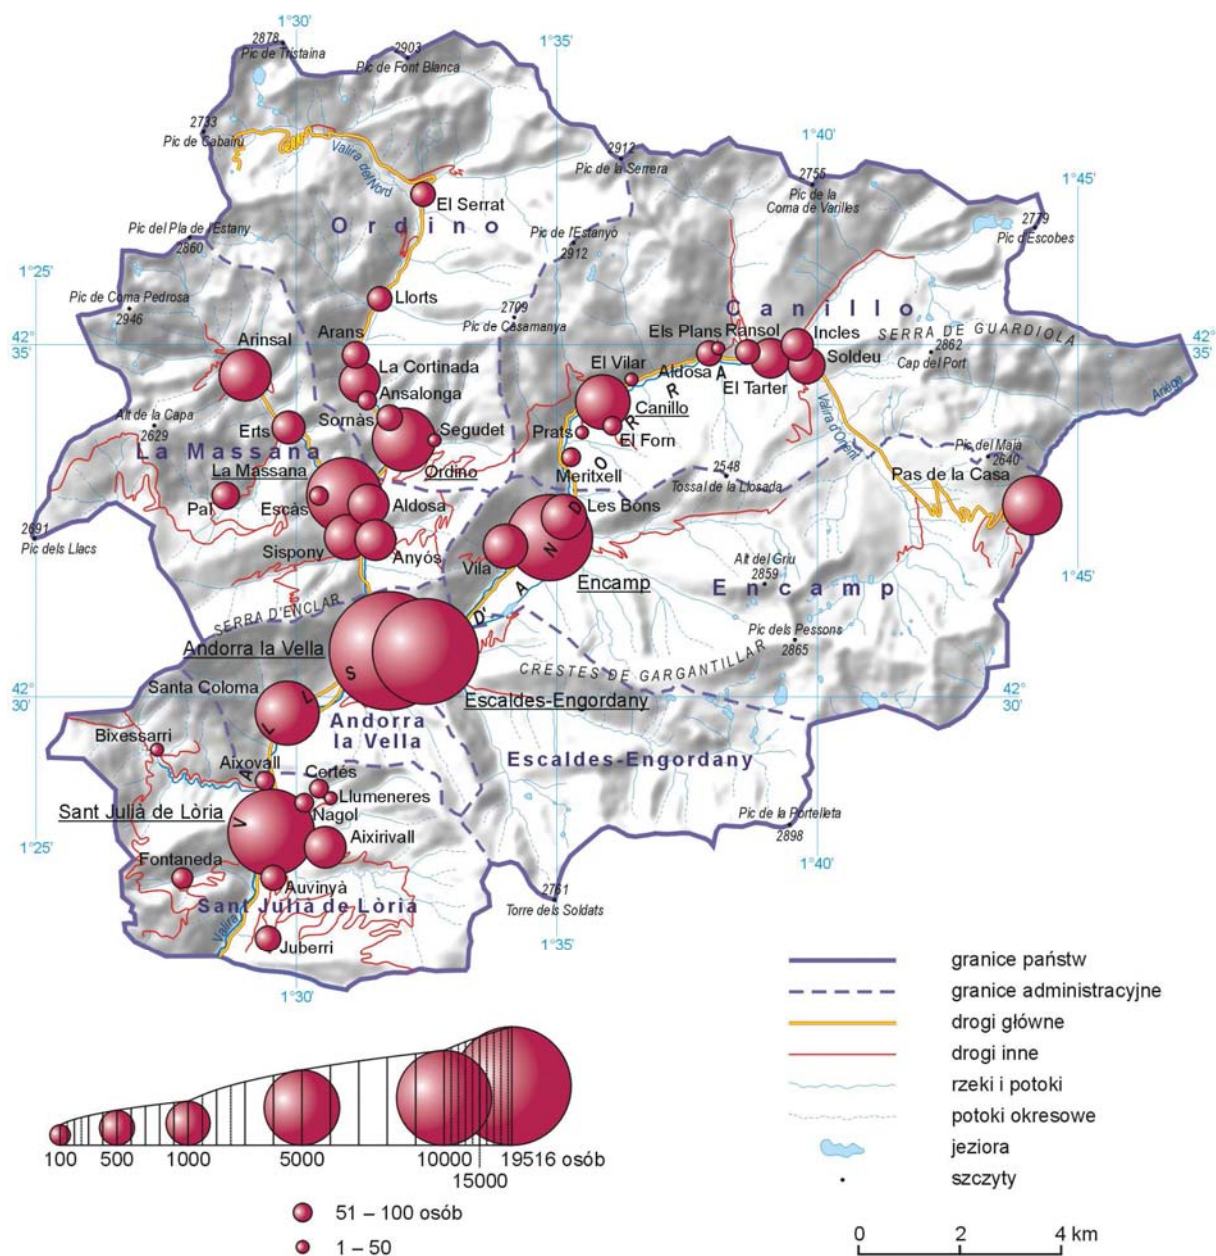 1°30'
1°35'
2878
Pic de Tristaina
2903
Pic de Font Blanca
2733
Pic de Cabairú
Valira del Nord
1°40'
2912
Pic de la Serrera
2755
Pic de la
Coma de Varilles
1°45'
2779
Pic d'Escobes
El Serrat
Ordino
Pic del Pla de l'Estany
2860
Pic de l'Estanyó
2912
1°25'
Pic de Coma Pedrosa
2946
Llorts
2709
Pic de Casamanya
Canillo
42°
35'
Arinsal
Arans
La Cortinada
Ansalonga
Els Plans
Ransol
Incles
SERRA DE GUARDIOLA
2862
Cap del Port
42°
35'
El Vilar
Aldosa
El Tarter
Soldeu
Ariège
Alt de la Capa
2629
Erts
Sornàs
Segudet
Canillo
Prats
El Forn
Valira d'Orient
La Massana
La Massana
Ordino
Meritxell
2548
Tossal de la Llosada
Pic del Maià
2640
Pas de la Casa
Pal
Escàs
Aldosa
Les Bons
2691
Pic dels Llacs
Sispony
Anyós
Vila
Encamp
Alt del Griu
2859
Encamp
1°45'
SERRA D'ENCLAR
VALLS D'ANDORRA
Pic dels Pessons
2865
Andorra la Vella
CRESTES DE GARGANTILLAR
42°
30'
Santa Coloma
Escaldes-Engordany
42°
30'
Andorra
la Vella
Bixessarri
Escaldes-Engordany
Aixovall
Certés
Llumeneres
Nagol
Sant Julià de Lòria
Aixirivall
Pic de la Portelleta
2898
1°25'
1°40'
Fontaneda
Auvinyà
2761
Torre dels Soldats
Sant Julià de Lòria
Valira
Juberri
1°35'
1°30'
granice państw
granice administracyjne
drogi główne
drogi inne
rzeki i potoki
potoki okresowe
jeziora
szczyty
100 500 1000 5000 10000 19516 osób
15000
51 – 100 osób
1 – 50
0 2 4 km